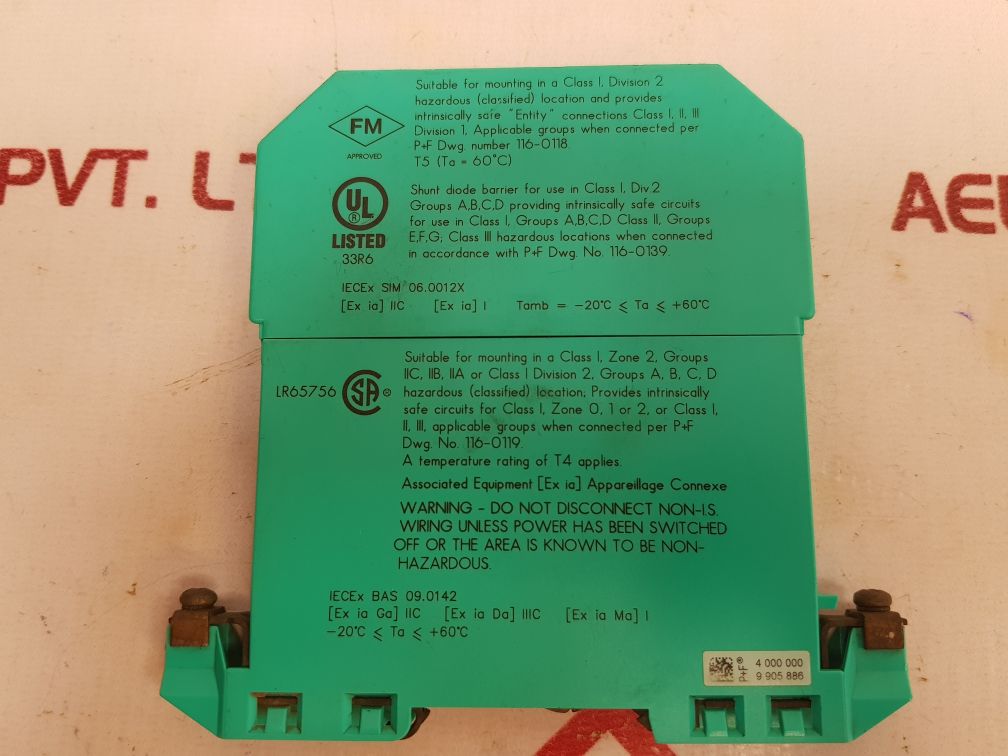 Suitable for mounting in a Class I, Division 2
hazardous (classified) location and provides
intrinsically safe "Entity" connections Class I, II, III
Division 1, Applicable groups when connected per
P+F Dwg. number 116-0118.
T5 (Ta = 60°C)
FM
APPROVED
Shunt diode barrier for use in Class I, Div.2
Groups A,B,C,D providing intrinsically safe circuits
for use in Class I, Groups A,B,C,D Class II, Groups
E,F,G; Class III hazardous locations when connected
in accordance with P+F Dwg. No. 116-0139.
UL ®
LISTED
33R6
IECEx SIM 06.0012X
[Ex ia] IIC [Ex ia] I Tamb = -20°C ≤ Ta ≤ +60°C
PVT. LT
AE
Suitable for mounting in a Class I, Zone 2, Groups
IIC, IIB, IIA or Class I Division 2, Groups A, B, C, D
hazardous (classified) location; Provides intrinsically
safe circuits for Class I, Zone 0, 1 or 2, or Class I,
II, III, applicable groups when connected per P+F
Dwg. No. 116-0119.
A temperature rating of T4 applies.
LR65756 SA ®
Associated Equipment [Ex ia] Appareillage Connexe
WARNING - DO NOT DISCONNECT NON-I.S.
WIRING UNLESS POWER HAS BEEN SWITCHED
OFF OR THE AREA IS KNOWN TO BE NON-
HAZARDOUS.
IECEx BAS 09.0142
[Ex ia Ga] IIC [Ex ia Da] IIIC [Ex ia Ma] I
-20°C ≤ Ta ≤ +60°C
P+F®
4 000 000
9 905 886